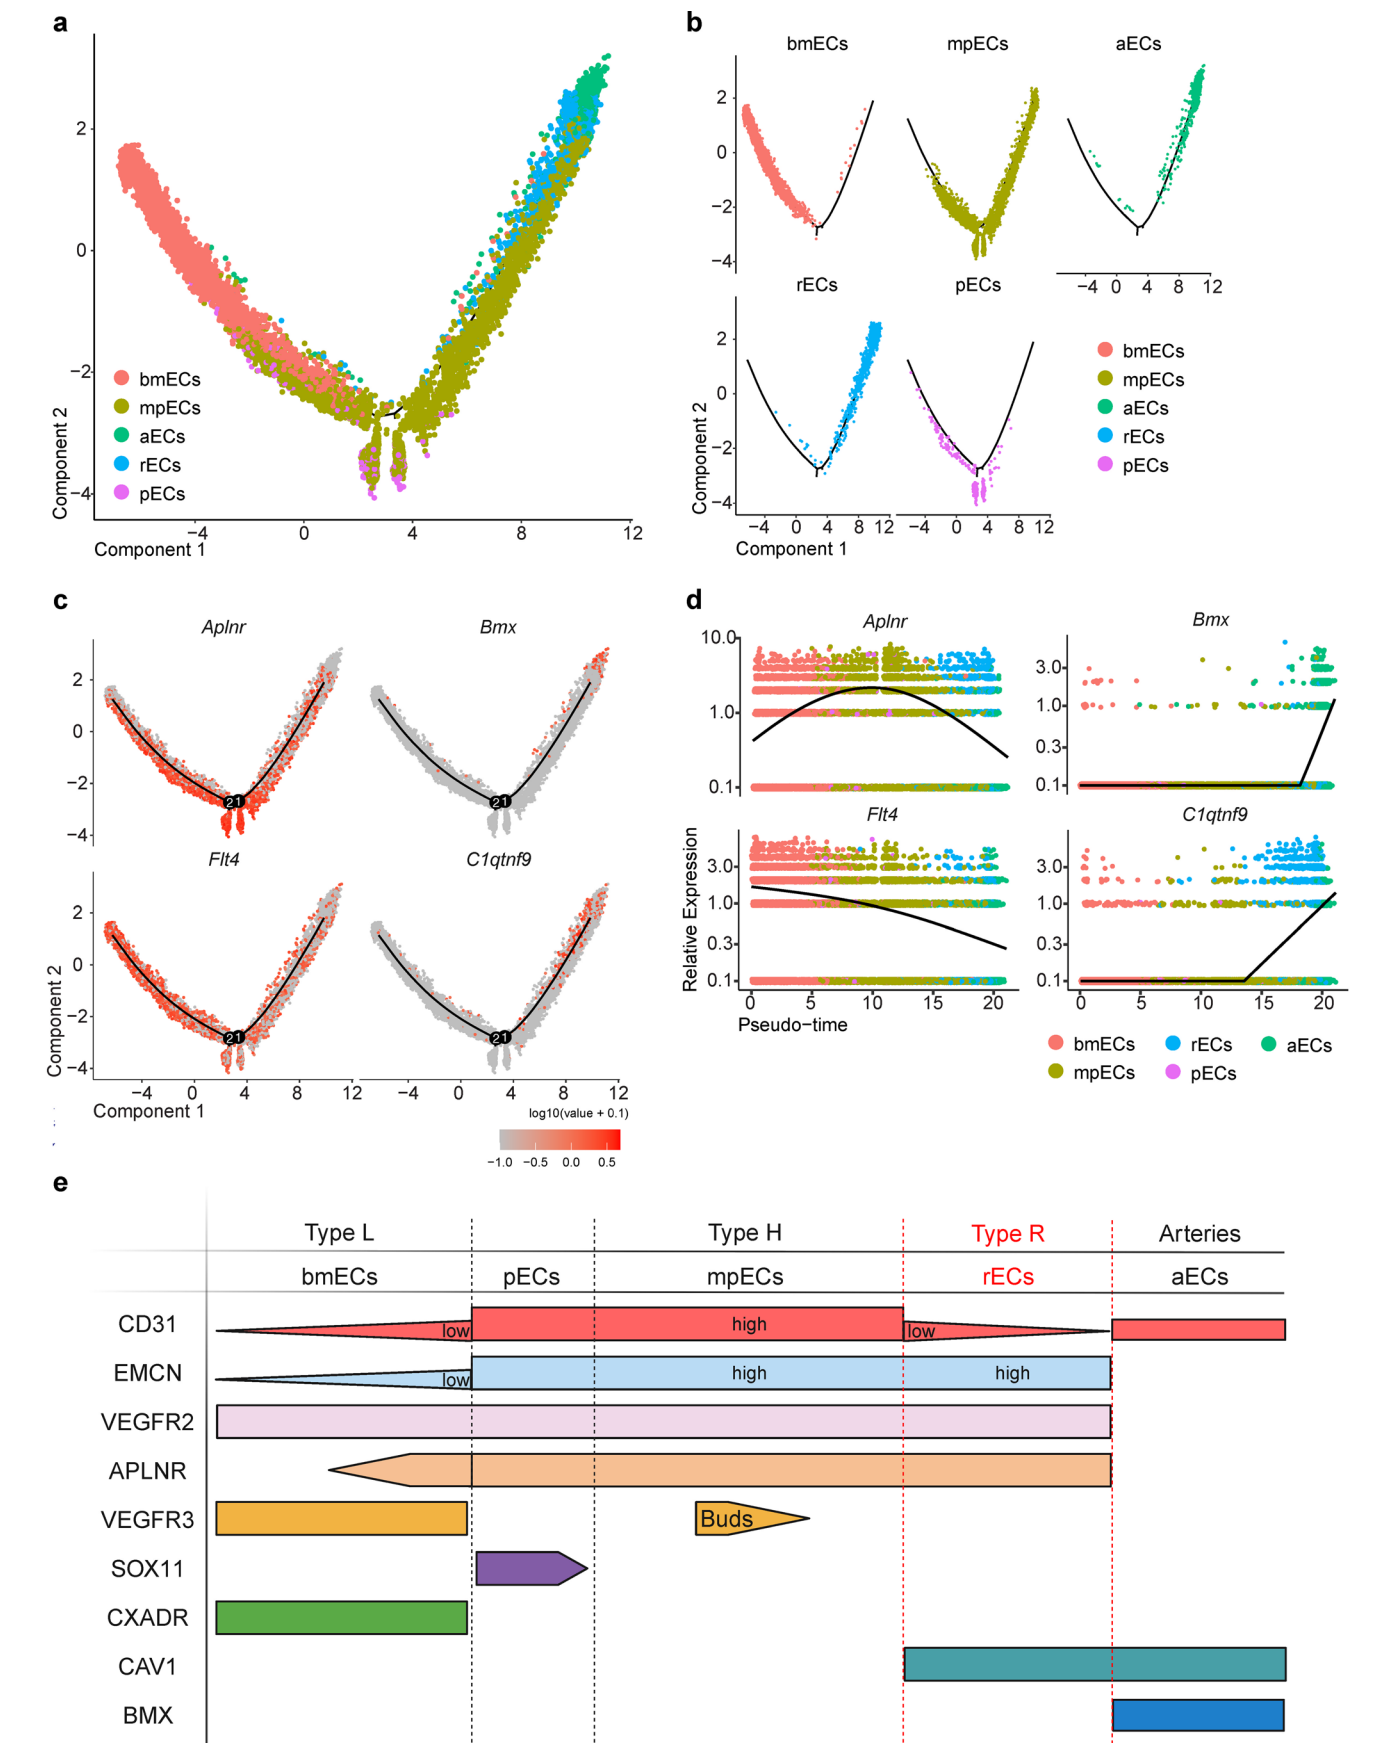 a
2
0
−2
−4
Component 2
bmECs
mpECs
aECs
rECs
pECs
−4 0 4 8 12
Component 1
b
bmECs mpECs aECs
2
0
−2
−4
−4 0 4 8 12
rECs pECs
2
0
−2
−4
Component 2
−4 0 4 8 12 −4 0 4 8 12
Component 1
bmECs
mpECs
aECs
rECs
pECs
c
Aplnr Bmx
2
0
−2
−4
21 21
Flt4 C1qtnf9
2
0
−2
−4
21 21
Component 2
−4 0 4 8 12 −4 0 4 8 12
Component 1
log10(value + 0.1)
−1.0 −0.5 0.0 0.5
d
Aplnr Bmx
10.0
1.0
0.1
3.0
1.0
0.3
0.1
Flt4 C1qtnf9
3.0
1.0
0.3
0.1
3.0
1.0
0.3
0.1
Relative Expression
0 5 10 15 20 0 5 10 15 20
Pseudo-time
bmECs rECs aECs
mpECs pECs
e
Type L Type H Type R Arteries
bmECs pECs mpECs rECs aECs
CD31 low high low
EMCN low high high
VEGFR2
APLNR
VEGFR3 Buds
SOX11
CXADR
CAV1
BMX